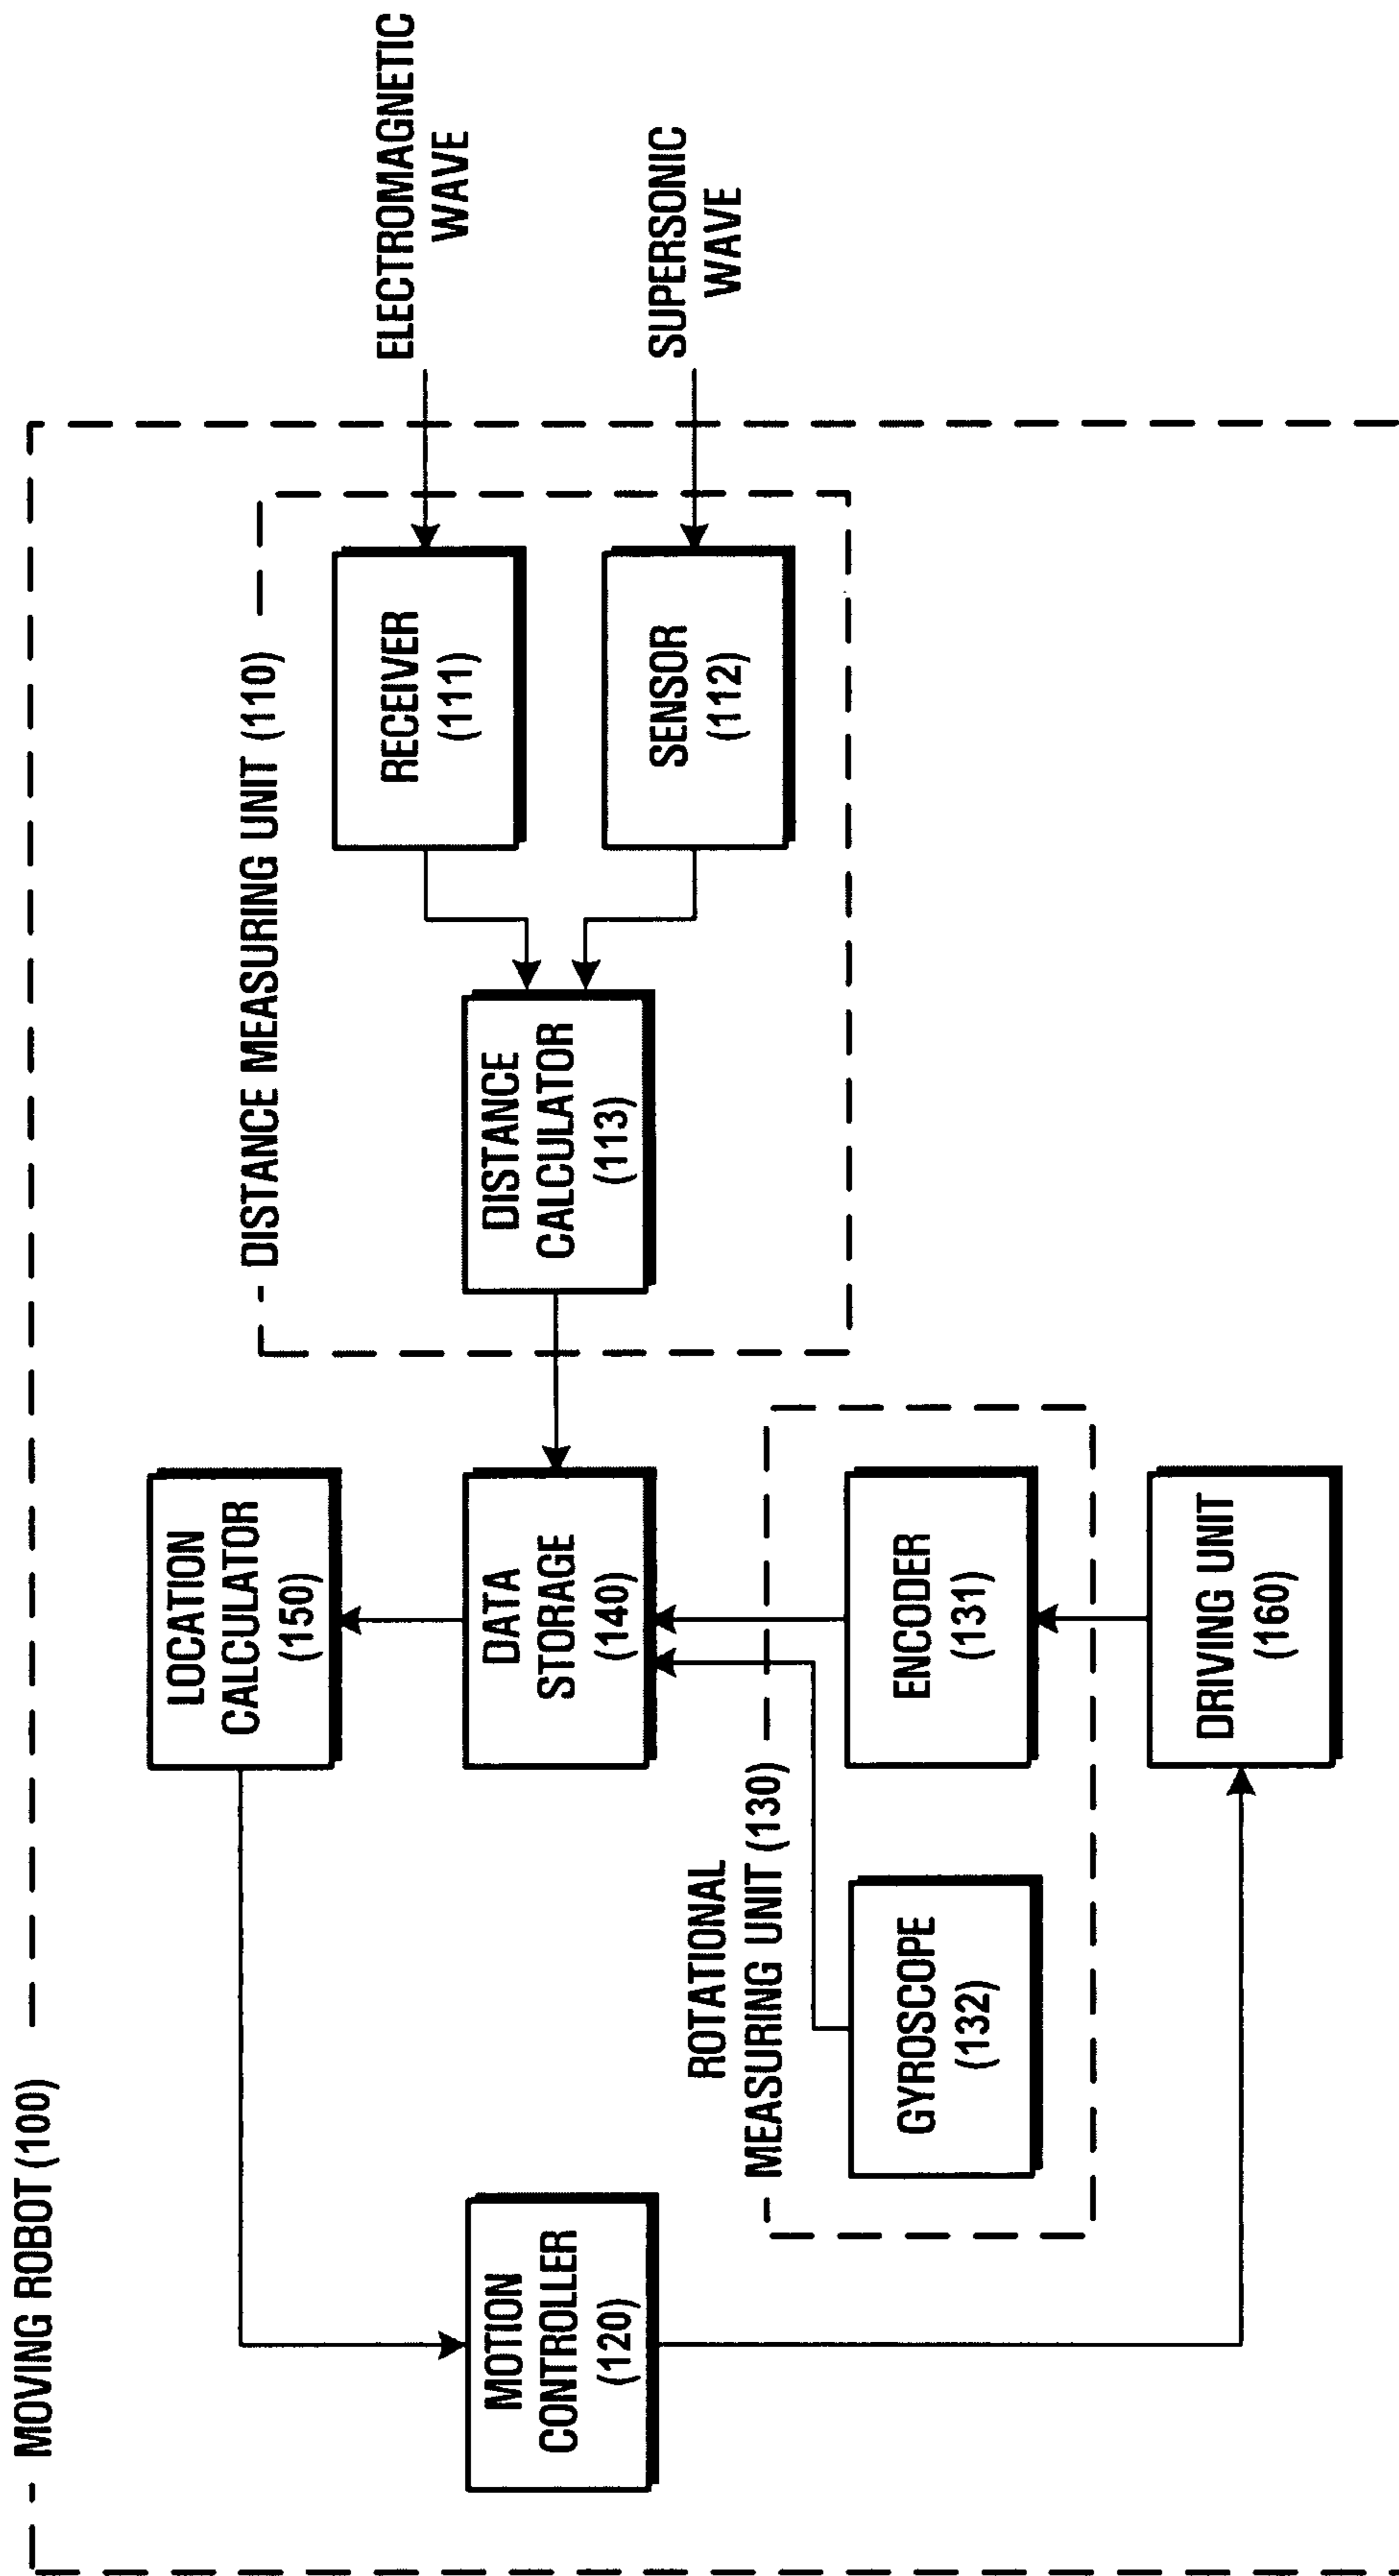 MOVING ROBOT (100)
DISTANCE MEASURING UNIT (110)
ELECTROMAGNETIC
WAVE
SUPERSONIC
WAVE
RECEIVER
(111)
SENSOR
(112)
DISTANCE
CALCULATOR
(113)
LOCATION
CALCULATOR
(150)
DATA
STORAGE
(140)
MOTION
CONTROLLER
(120)
ROTATIONAL
MEASURING UNIT (130)
GYROSCOPE
(132)
ENCODER
(131)
DRIVING UNIT
(160)